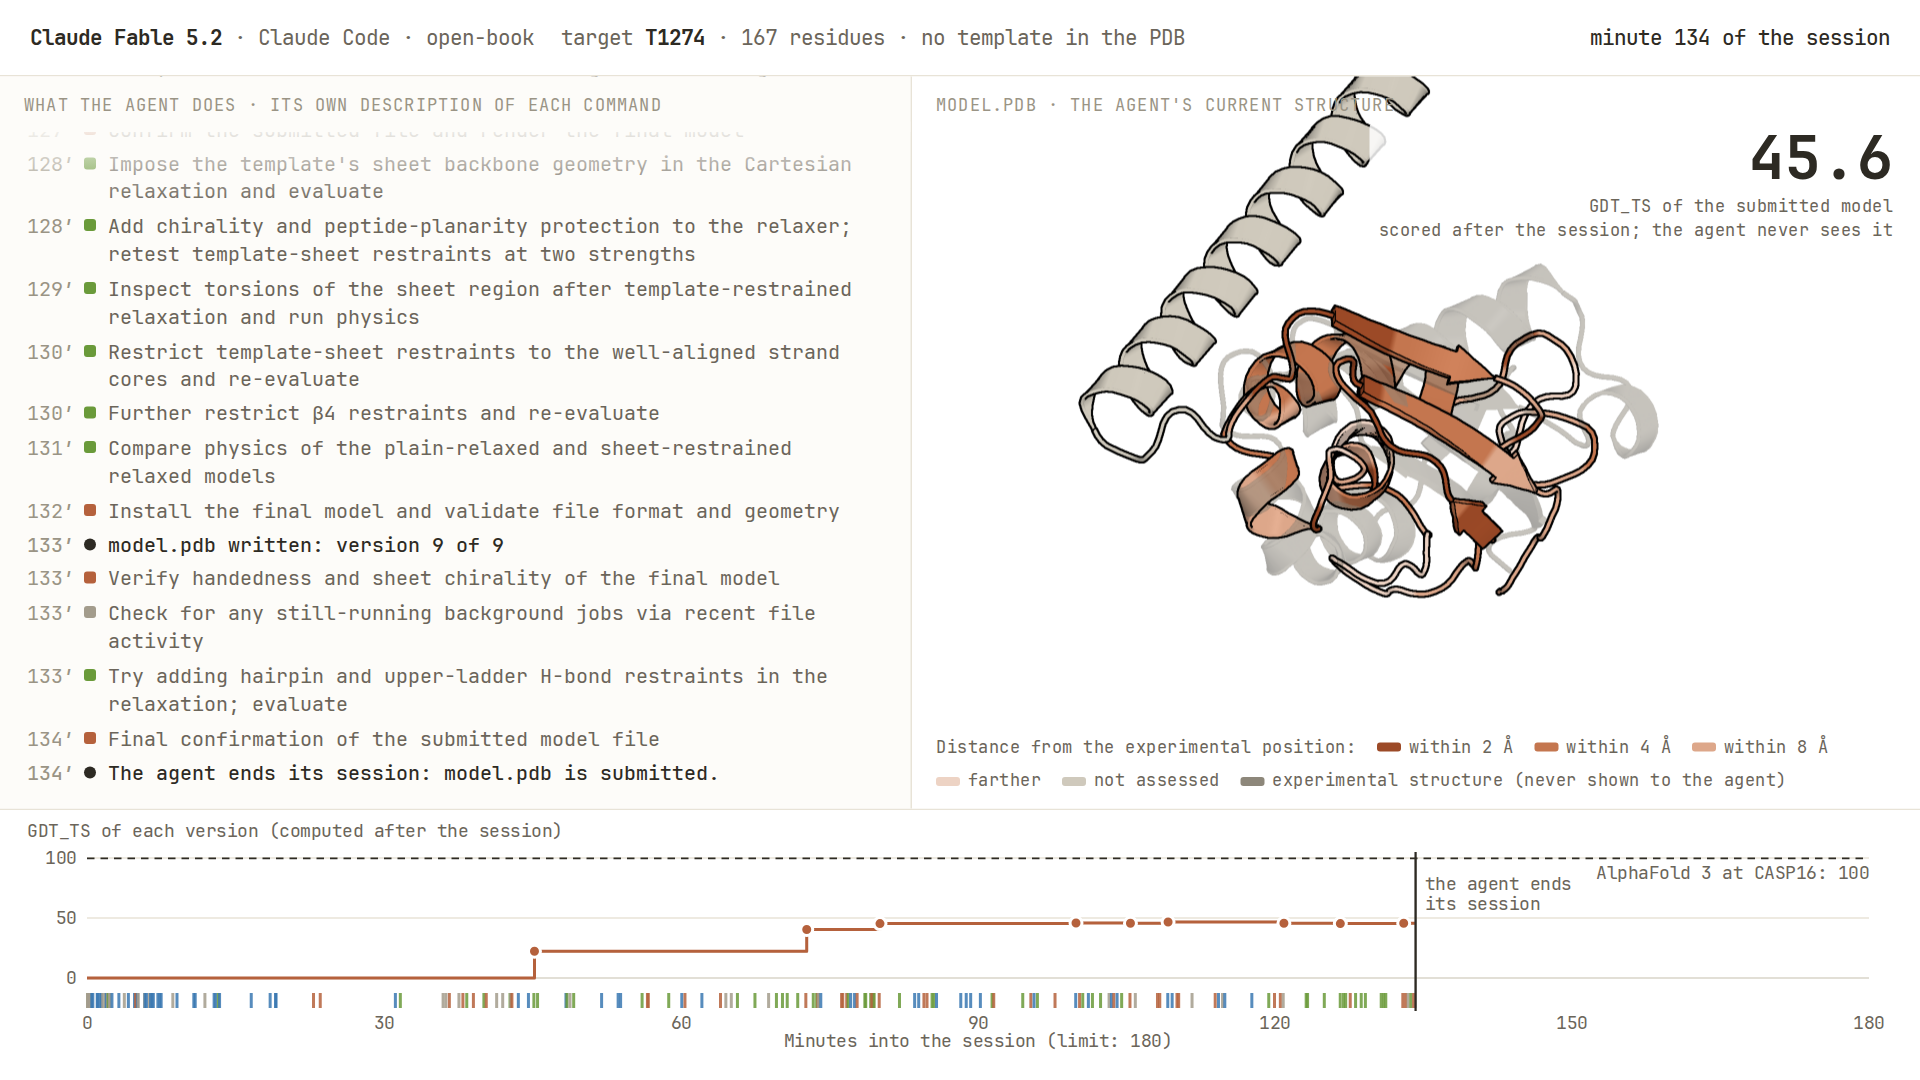 Claude Fable 5.2 · Claude Code · open-book target T1274 · 167 residues · no template in the PDB
minute 134 of the session
WHAT THE AGENT DOES · ITS OWN DESCRIPTION OF EACH COMMAND
127′ Confirm the submitted file and render the final model
128′ Impose the template's sheet backbone geometry in the Cartesian
relaxation and evaluate
128′ Add chirality and peptide-planarity protection to the relaxer;
retest template-sheet restraints at two strengths
129′ Inspect torsions of the sheet region after template-restrained
relaxation and run physics
130′ Restrict template-sheet restraints to the well-aligned strand
cores and re-evaluate
130′ Further restrict β4 restraints and re-evaluate
131′ Compare physics of the plain-relaxed and sheet-restrained
relaxed models
132′ Install the final model and validate file format and geometry
133′ model.pdb written: version 9 of 9
133′ Verify handedness and sheet chirality of the final model
133′ Check for any still-running background jobs via recent file
activity
133′ Try adding hairpin and upper-ladder H-bond restraints in the
relaxation; evaluate
134′ Final confirmation of the submitted model file
134′ The agent ends its session: model.pdb is submitted.
MODEL.PDB · THE AGENT'S CURRENT STRUCTURE
45.6
GDT_TS of the submitted model
scored after the session; the agent never sees it
Distance from the experimental position: within 2 Å within 4 Å within 8 Å
farther not assessed experimental structure (never shown to the agent)
GDT_TS of each version (computed after the session)
100
AlphaFold 3 at CASP16: 100
the agent ends
its session
50
0
0 30 60 90 120 150 180
Minutes into the session (limit: 180)